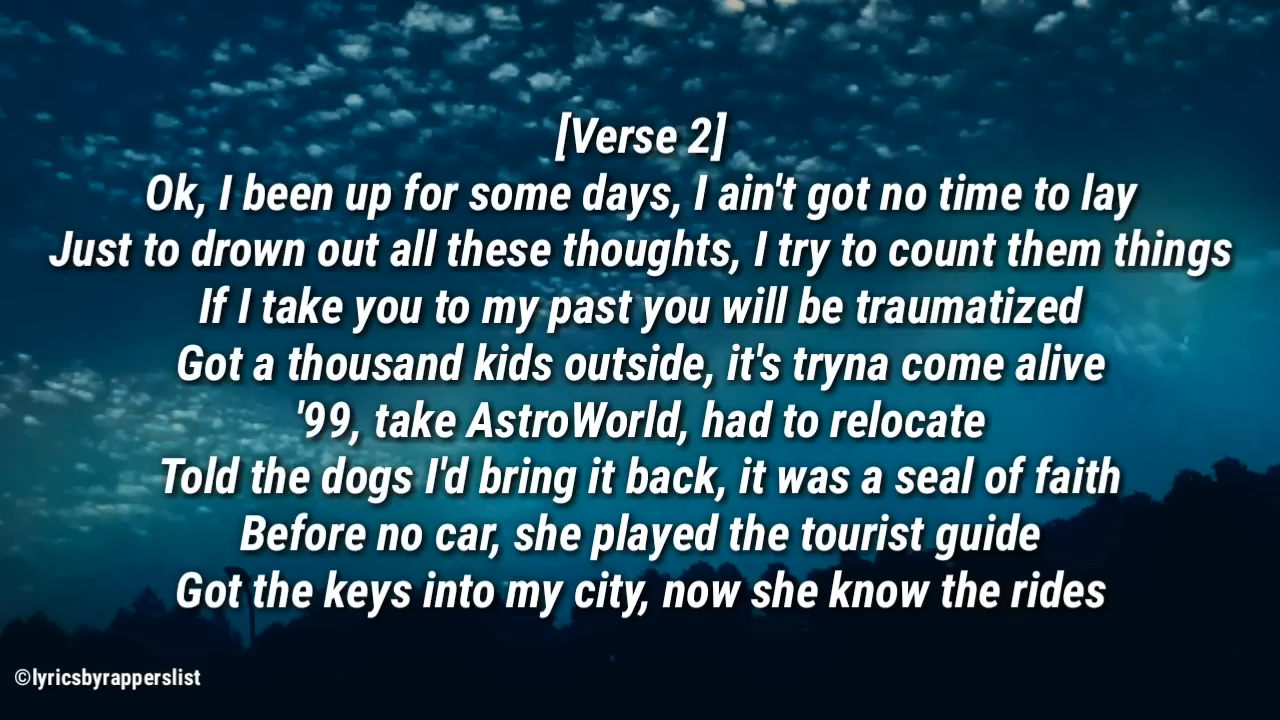 [Verse 2]
Ok, I been up for some days, I ain't got no time to lay
Just to drown out all these thoughts, I try to count them things
If I take you to my past you will be traumatized
Got a thousand kids outside, it's tryna come alive
'99, take AstroWorld, had to relocate
Told the dogs I'd bring it back, it was a seal of faith
Before no car, she played the tourist guide
Got the keys into my city, now she know the rides
©lyricsbyrapperslist